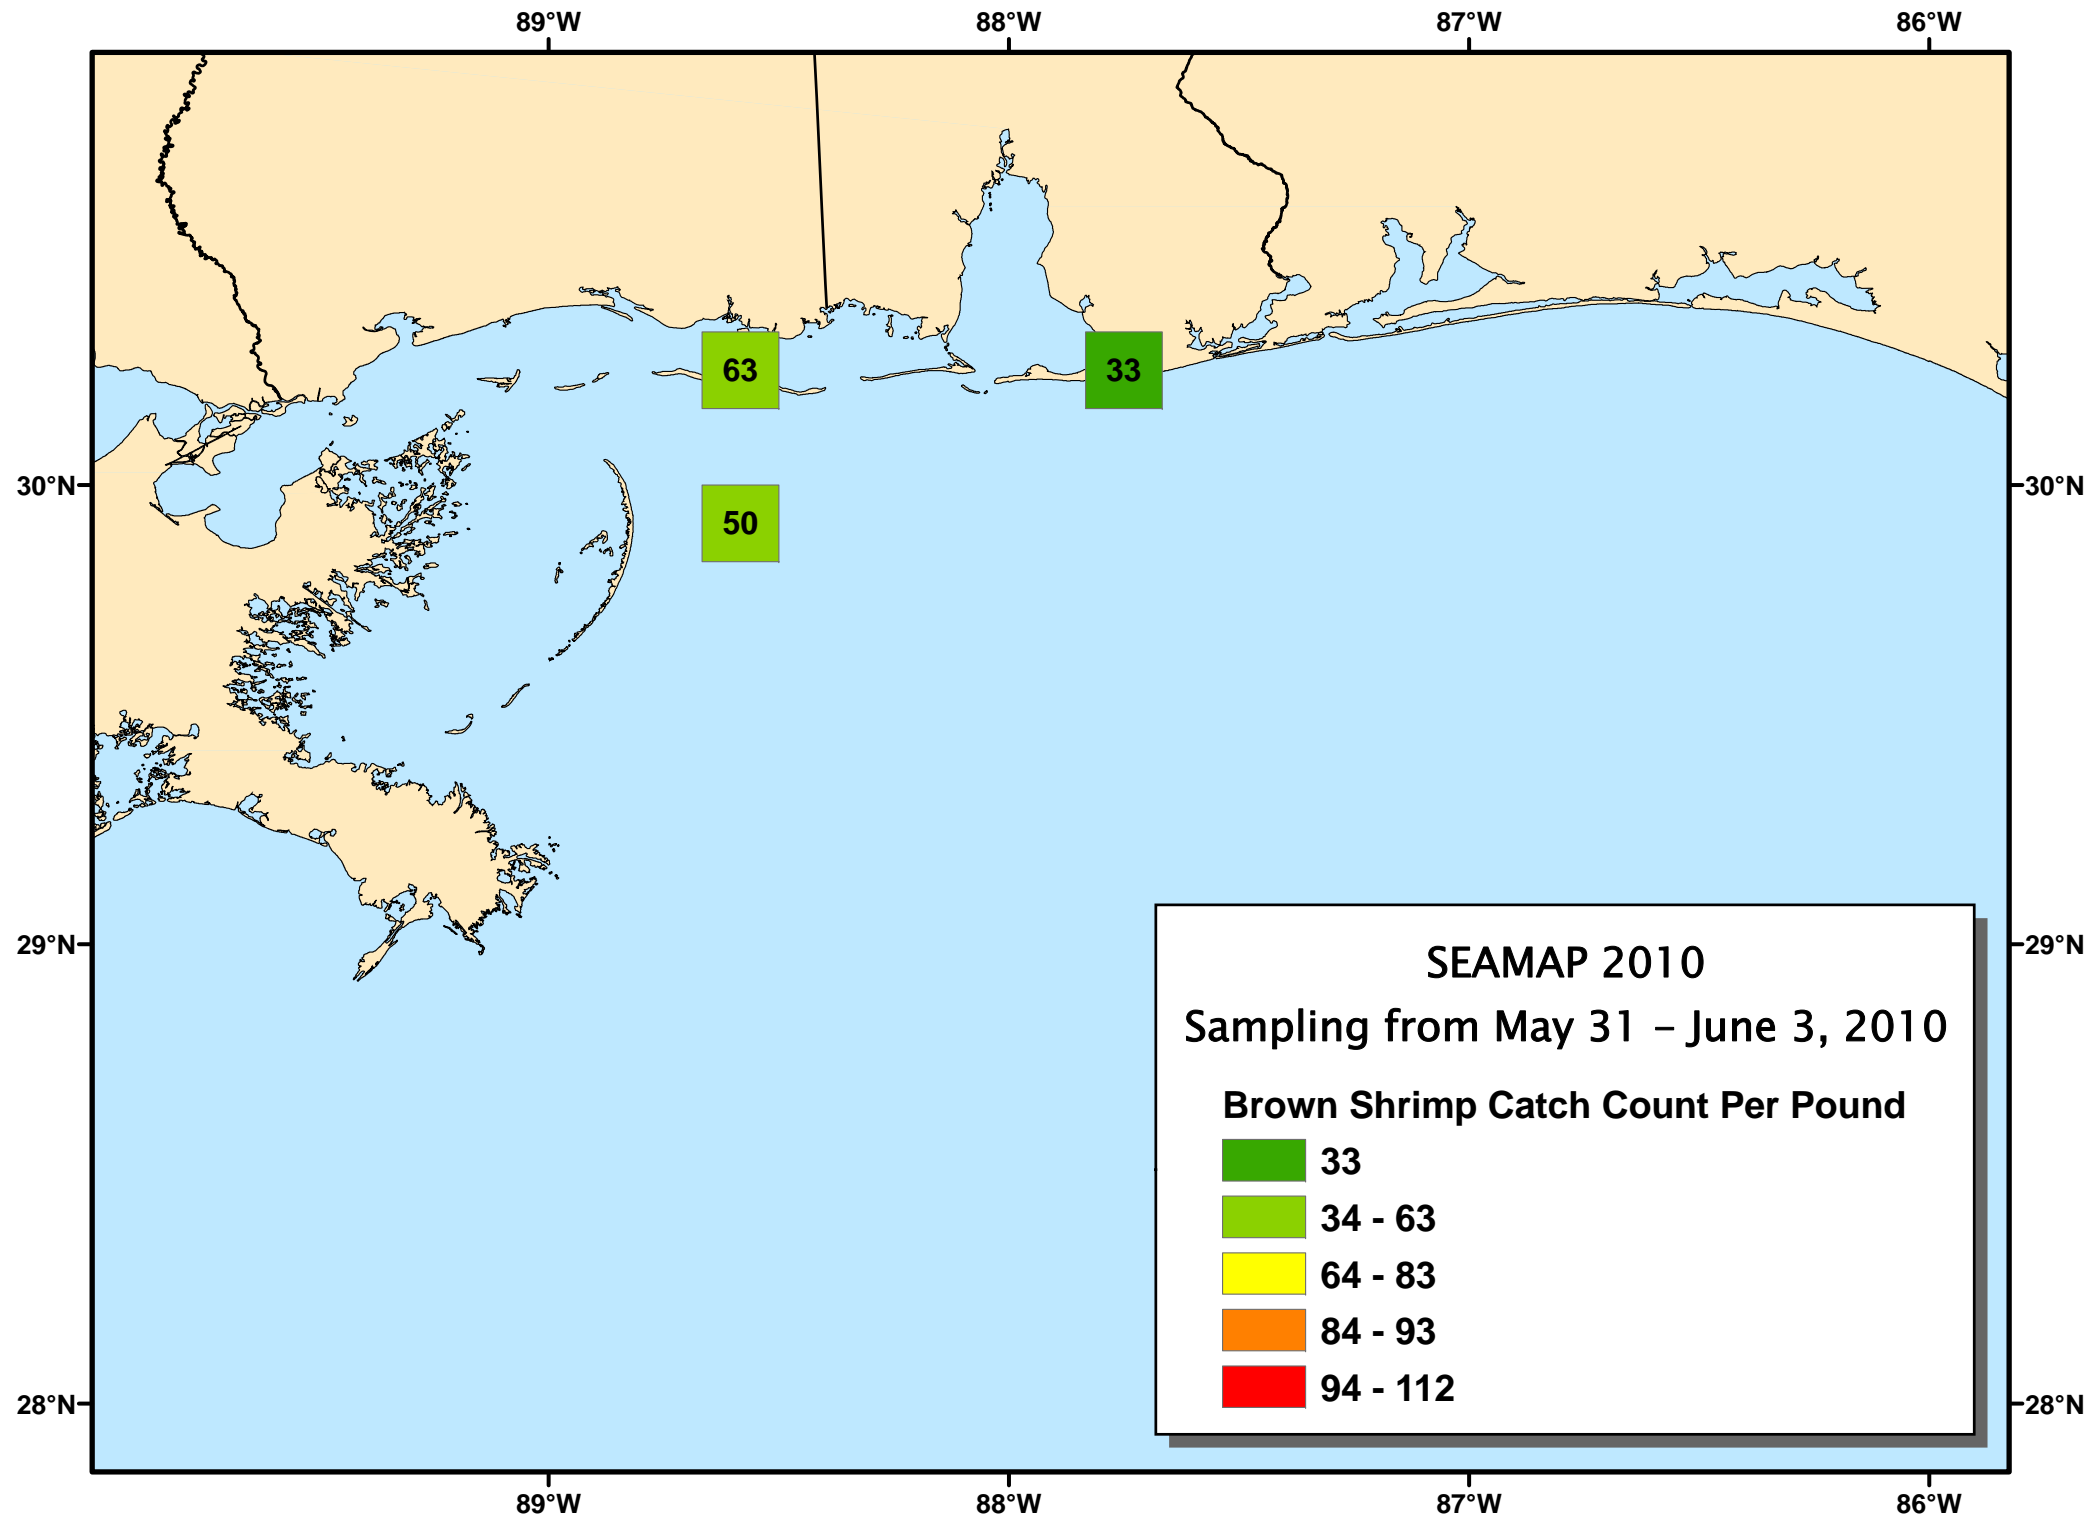 89°W 88°W 87°W 86°W
63 33
30°N 30°N
50
29°N 29°N
SEAMAP 2010
Sampling from May 31 - June 3, 2010
Brown Shrimp Catch Count Per Pound
33
34 - 63
64 - 83
84 - 93
94 - 112
28°N 28°N
89°W 88°W 87°W 86°W